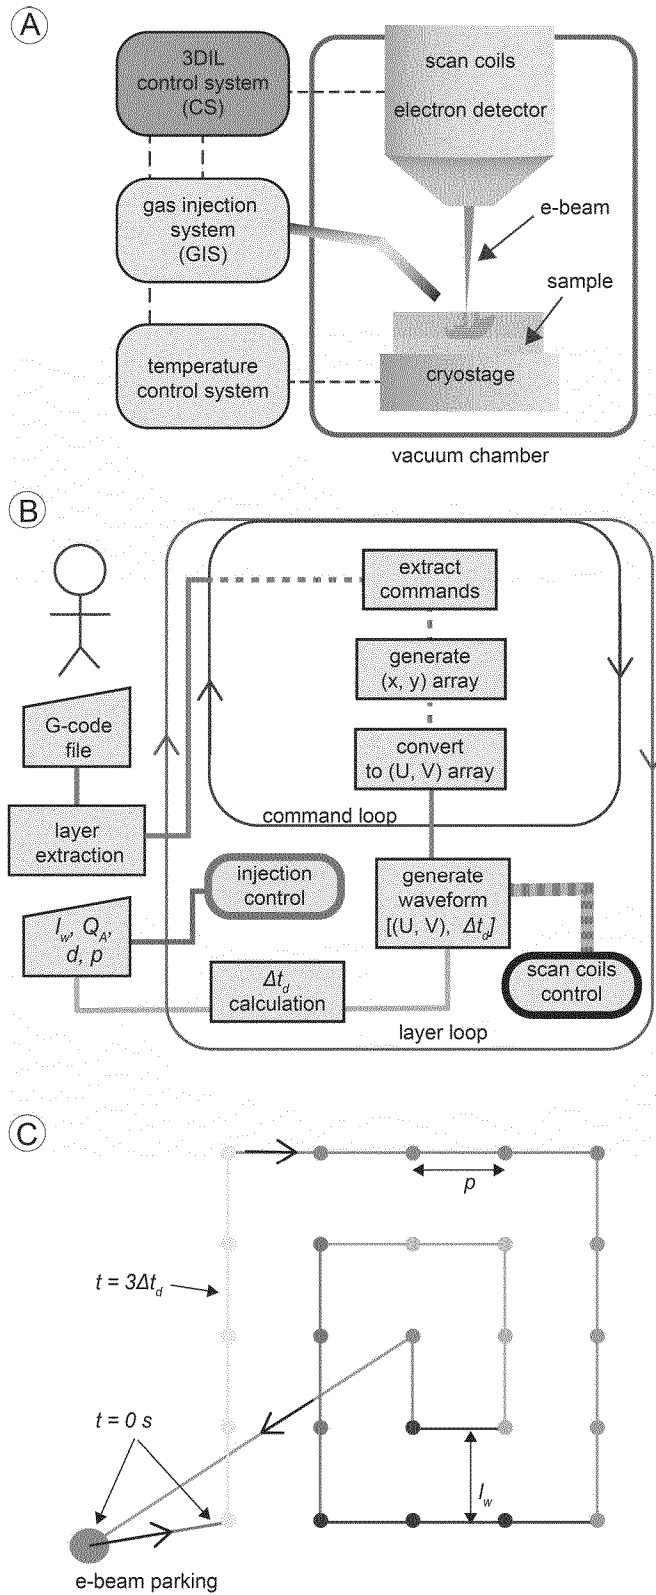 A
3DIL
control system
(CS)
scan coils
electron detector
gas injection
system
(GIS)
e-beam
sample
temperature
control system
cryostage
vacuum chamber
B
extract
commands
generate
(x, y) array
G-code
file
convert
to (U, V) array
command loop
layer
extraction
injection
control
generate
waveform
[(U, V), Δt_d]
I_w, Q_A,
d, p
scan coils
control
Δt_d
calculation
layer loop
C
p
t = 3Δt_d
t = 0 s
I_w
e-beam parking